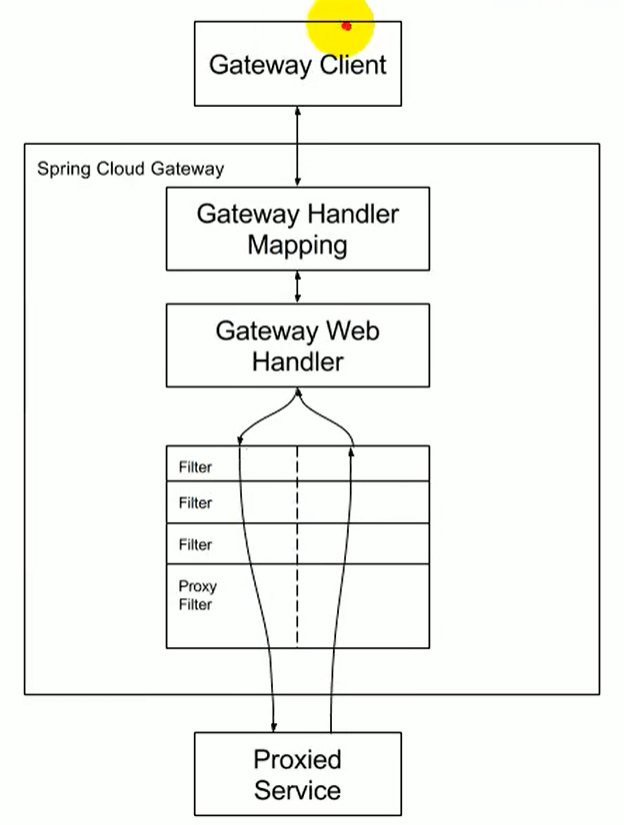 Gateway Client
Spring Cloud Gateway
Gateway Handler
Mapping
Gateway Web
Handler
Filter
Filter
Filter
Proxy
Filter
Proxied
Service